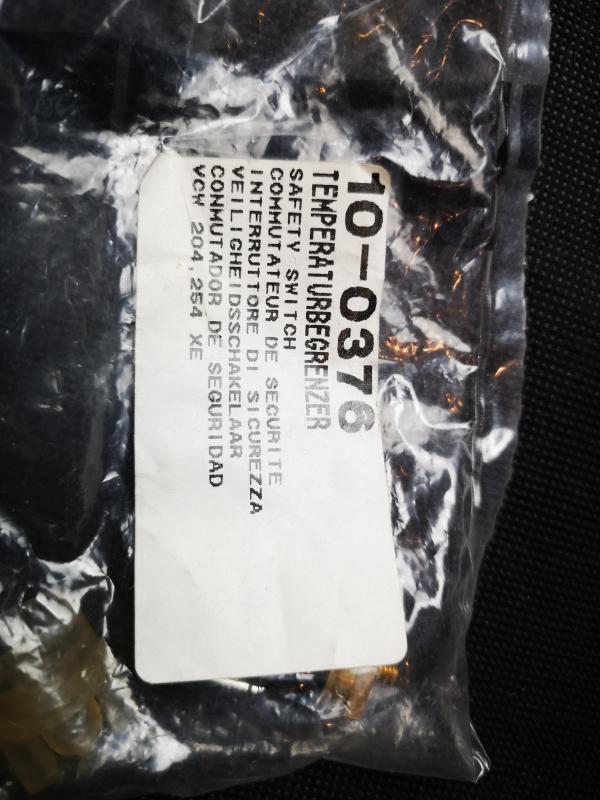 10-0376
TEMPERATURBEGRENZER
SAFETY SWITCH
COMMUTATEUR DE SECURITE
INTERRUTTORE DI SICUREZZA
VEILIGHEIDSSCHAKELAAR
CONMUTADOR DE SEGURIDAD
VCW 204,254 XE